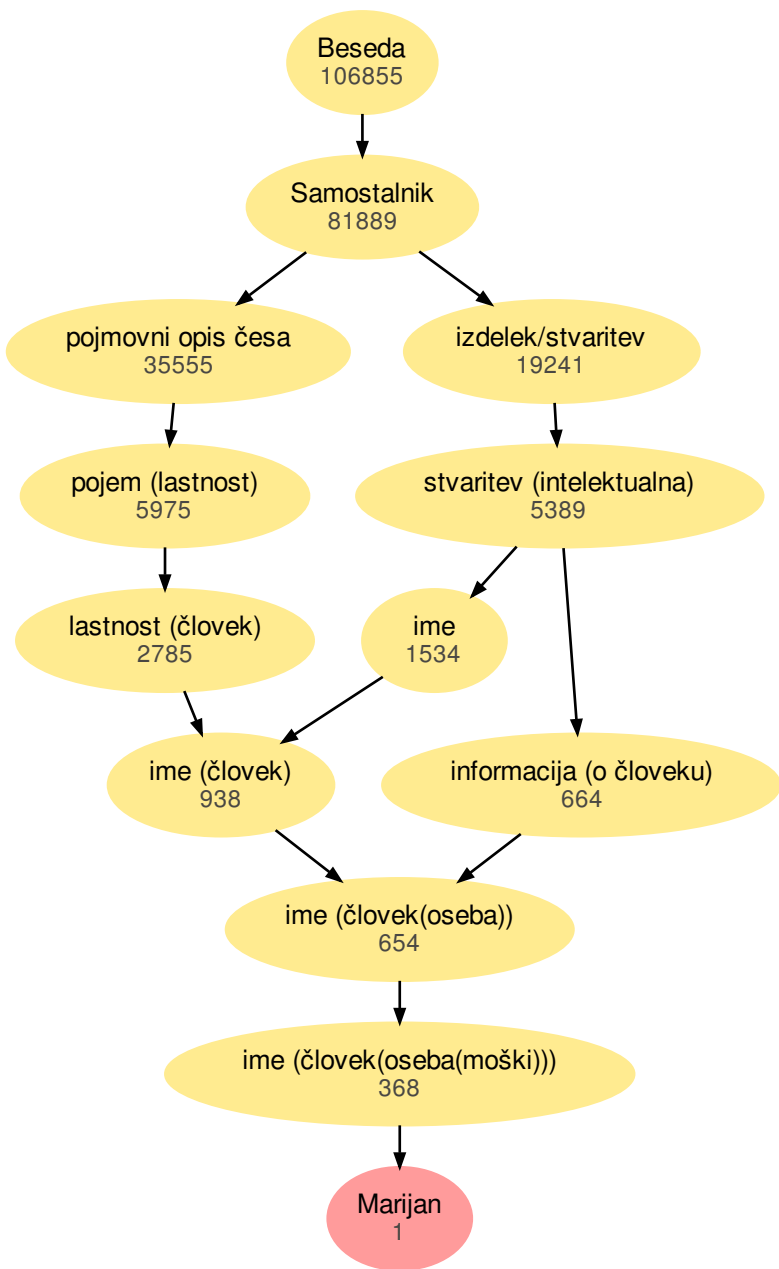 Beseda
106855
Samostalnik
81889
pojmovni opis česa
35555
izdelek/stvaritev
19241
pojem (lastnost)
5975
stvaritev (intelektualna)
5389
lastnost (človek)
2785
ime
1534
ime (človek)
938
informacija (o človeku)
664
ime (človek(oseba))
654
ime (človek(oseba(moški)))
368
Marijan
1